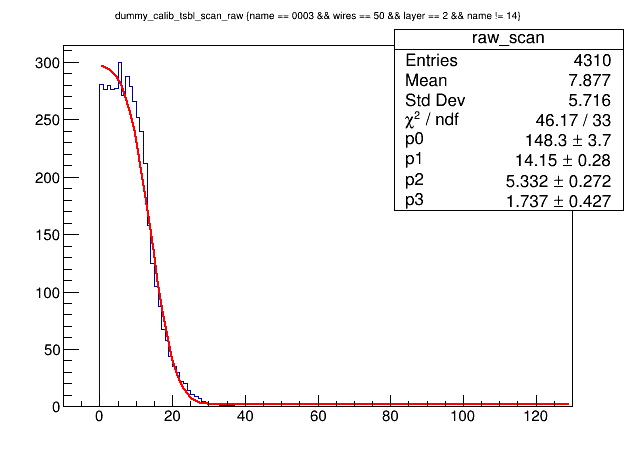 dummy_calib_tsbl_scan_raw {name == 0003 && wires == 50 && layer == 2 && name != 14}
raw_scan
Entries 4310
Mean 7.877
Std Dev 5.716
χ² / ndf 46.17 / 33
p0 148.3 ± 3.7
p1 14.15 ± 0.28
p2 5.332 ± 0.272
p3 1.737 ± 0.427
300
250
200
150
100
50
0
0 20 40 60 80 100 120